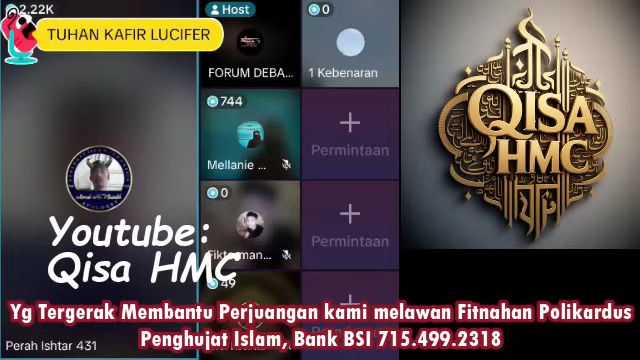 2.22K
TUHAN KAFIR LUCIFER
Host
0
FORUM DEBA...
1 Kebenaran
744
Mellanie ...
Permintaan
0
Permintaan
49
Youtube:
Qisa HMC
QISA
HMC
Yg Tergerak Membantu Perjuangan kami melawan Fitnahan Polikardus
Penghujat Islam, Bank BSI 715.499.2318
Perah Ishtar 431